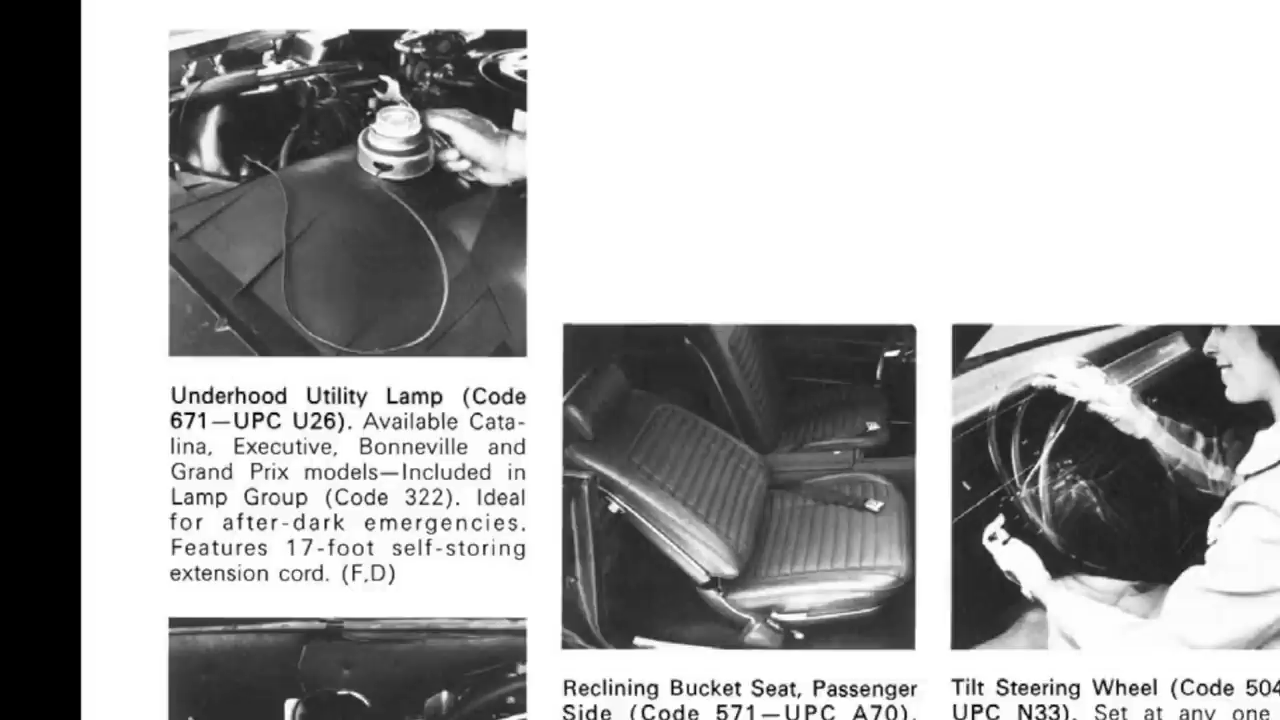 Underhood Utility Lamp (Code
671—UPC U26). Available Cata-
lina, Executive, Bonneville and
Grand Prix models—Included in
Lamp Group (Code 322). Ideal
for after-dark emergencies.
Features 17-foot self-storing
extension cord. (F,D)
Reclining Bucket Seat, Passenger
Side (Code 571—UPC A70).
Tilt Steering Wheel (Code 504
UPC N33). Set at any one